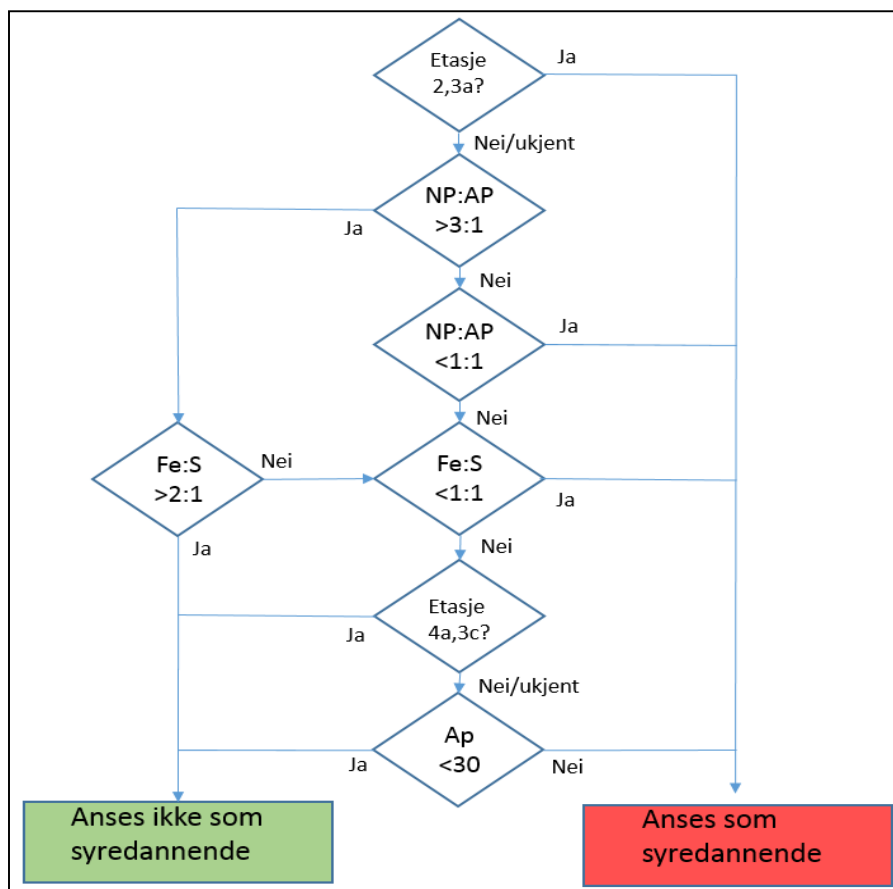 Etasje
2,3a?
Ja
Nei/ukjent
NP:AP
>3:1
Ja
Nei
NP:AP
<1:1
Ja
Nei
Fe:S
>2:1
Nei
Ja
Fe:S
<1:1
Ja
Nei
Etasje
4a,3c?
Ja
Nei/ukjent
Ap
<30
Ja
Nei
Anses ikke som
syredannende
Anses som
syredannende